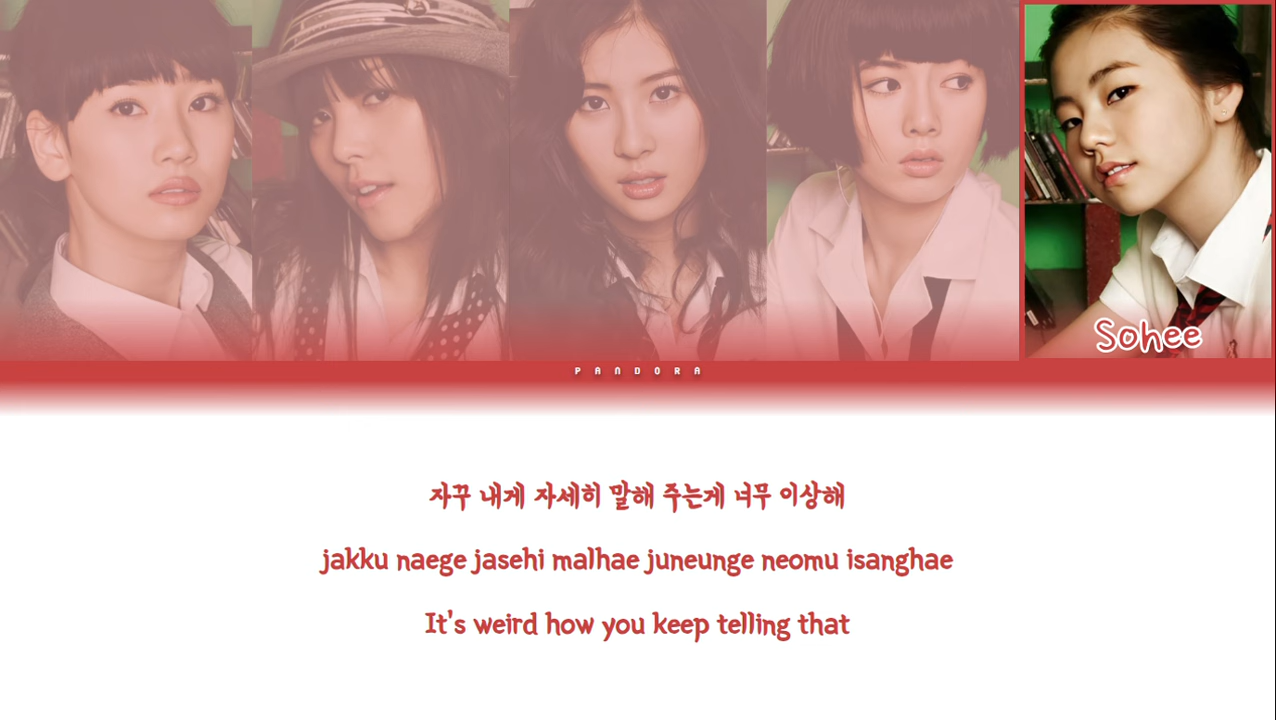 Sohee
PANDORA
자꾸 내게 자세히 말해 주는게 너무 이상해
jakku naege jasehi malhae juneunge neomu isanghae
It's weird how you keep telling that